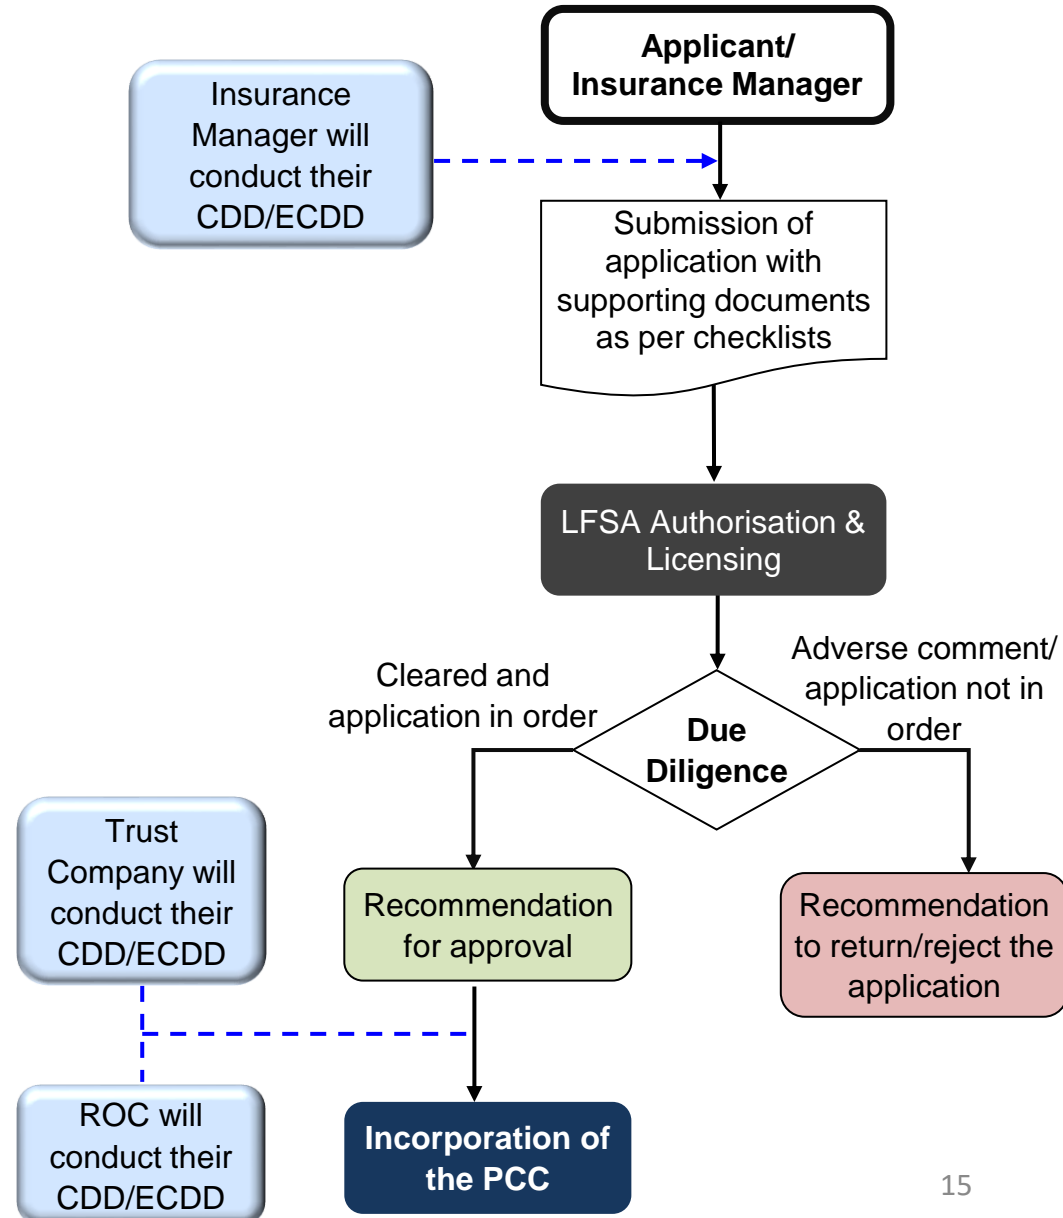 Applicant/
Insurance Manager
Insurance
Manager will
conduct their
CDD/ECDD
Submission of
application with
supporting documents
as per checklists
LFSA Authorisation &
Licensing
Cleared and
application in order
Adverse comment/
application not in
order
Due
Diligence
Trust
Company will
conduct their
CDD/ECDD
Recommendation
for approval
Recommendation
to return/reject the
application
ROC will
conduct their
CDD/ECDD
Incorporation of
the PCC
15